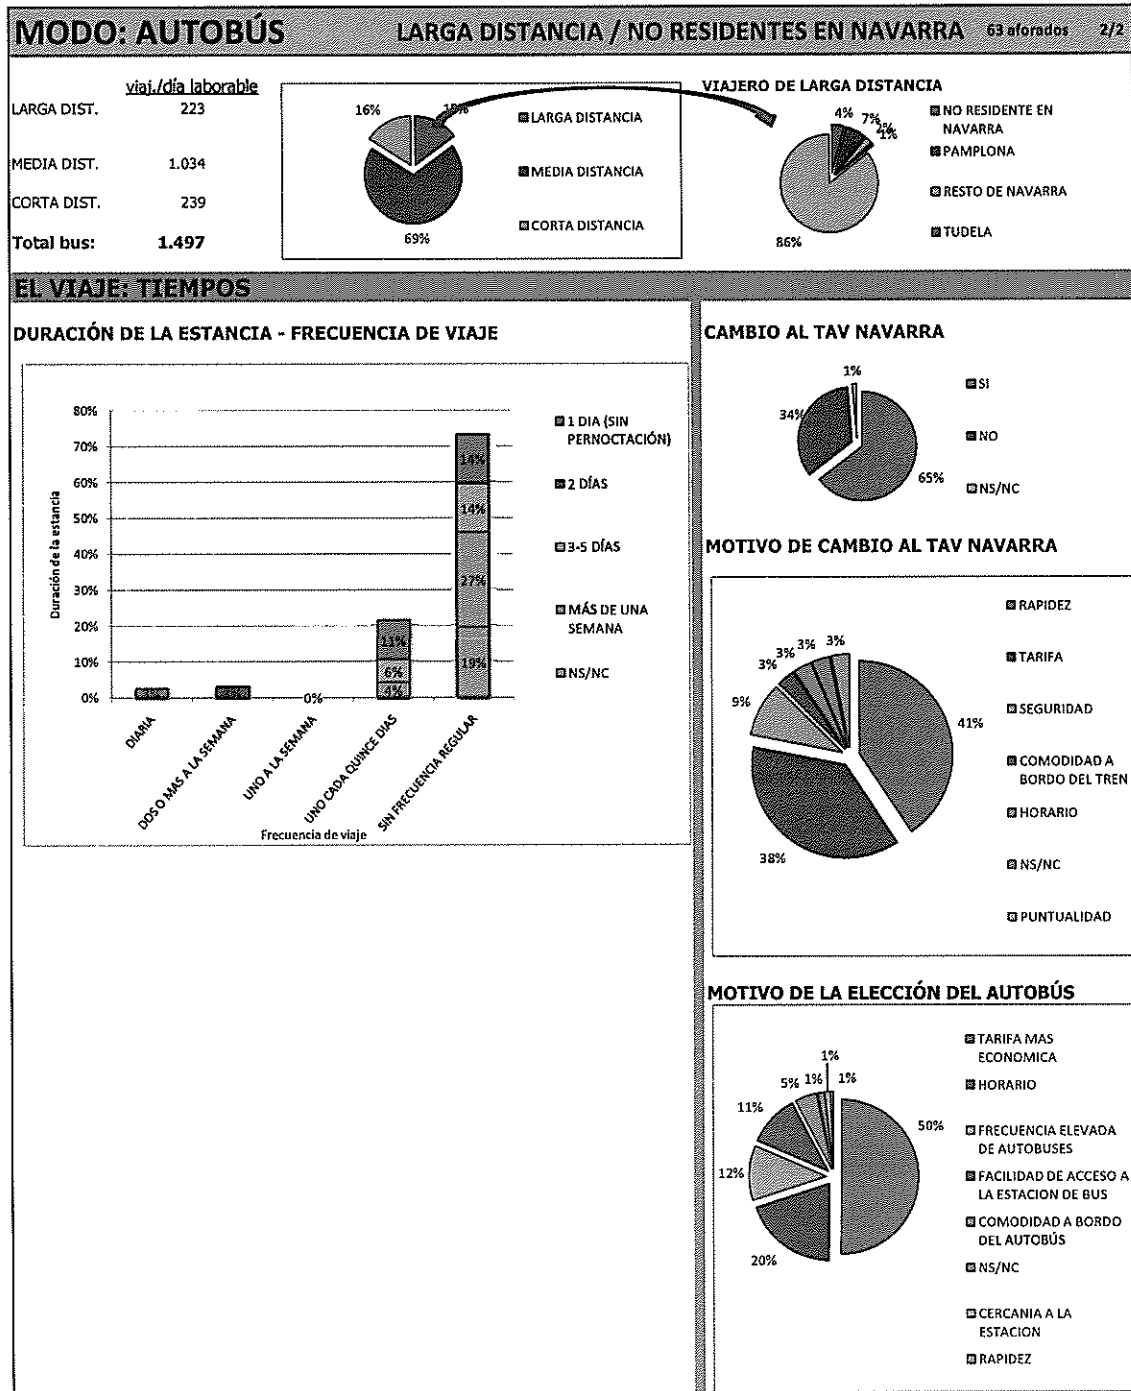 MODO: AUTOBÚS LARGA DISTANCIA / NO RESIDENTES EN NAVARRA 63 aforados 2/2
viaj./día laborable
LARGA DIST. 223
MEDIA DIST. 1.034
CORTA DIST. 239
Total bus: 1.497
16%
69%
LARGA DISTANCIA
MEDIA DISTANCIA
CORTA DISTANCIA
VIAJERO DE LARGA DISTANCIA
4% 7%
2%
1%
86%
NO RESIDENTE EN
NAVARRA
PAMPLONA
RESTO DE NAVARRA
TUDELA
EL VIAJE: TIEMPOS
DURACIÓN DE LA ESTANCIA - FRECUENCIA DE VIAJE
Duración de la estancia
80%
70%
60%
50%
40%
30%
20%
10%
0%
0%
11%
6%
4%
14%
14%
27%
19%
DIARIA
DOS O MAS A LA SEMANA
UNO A LA SEMANA
UNO CADA QUINCE DIAS
SIN FRECUENCIA REGULAR
Frecuencia de viaje
1 DIA (SIN
PERNOCTACIÓN)
2 DÍAS
3-5 DÍAS
MÁS DE UNA
SEMANA
NS/NC
CAMBIO AL TAV NAVARRA
1%
34%
65%
SI
NO
NS/NC
MOTIVO DE CAMBIO AL TAV NAVARRA
3% 3% 3%
3%
9%
41%
38%
RAPIDEZ
TARIFA
SEGURIDAD
COMODIDAD A
BORDO DEL TREN
HORARIO
NS/NC
PUNTUALIDAD
MOTIVO DE LA ELECCIÓN DEL AUTOBÚS
1%
5% 1% 1%
11%
50%
12%
20%
TARIFA MAS
ECONOMICA
HORARIO
FRECUENCIA ELEVADA
DE AUTOBUSES
FACILIDAD DE ACCESO A
LA ESTACION DE BUS
COMODIDAD A BORDO
DEL AUTOBÚS
NS/NC
CERCANIA A LA
ESTACION
RAPIDEZ